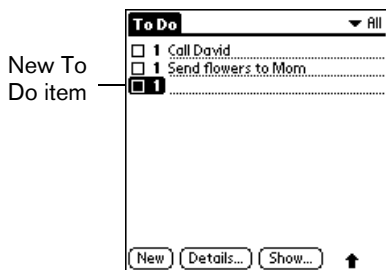 To Do All
1 Call David
1 Send flowers to Mom
1
New To
Do item
New Details... Show...